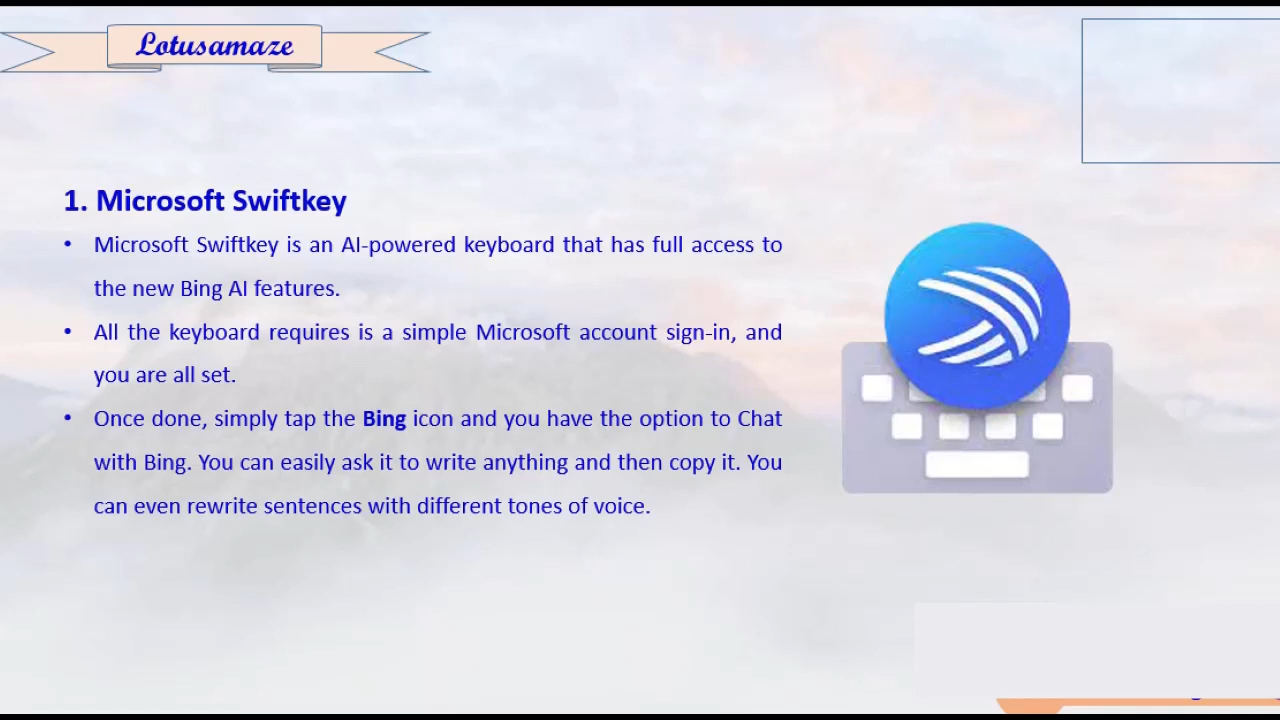 Lotusamaze
1. Microsoft Swiftkey
• Microsoft Swiftkey is an AI-powered keyboard that has full access to
the new Bing AI features.
• All the keyboard requires is a simple Microsoft account sign-in, and
you are all set.
• Once done, simply tap the Bing icon and you have the option to Chat
with Bing. You can easily ask it to write anything and then copy it. You
can even rewrite sentences with different tones of voice.